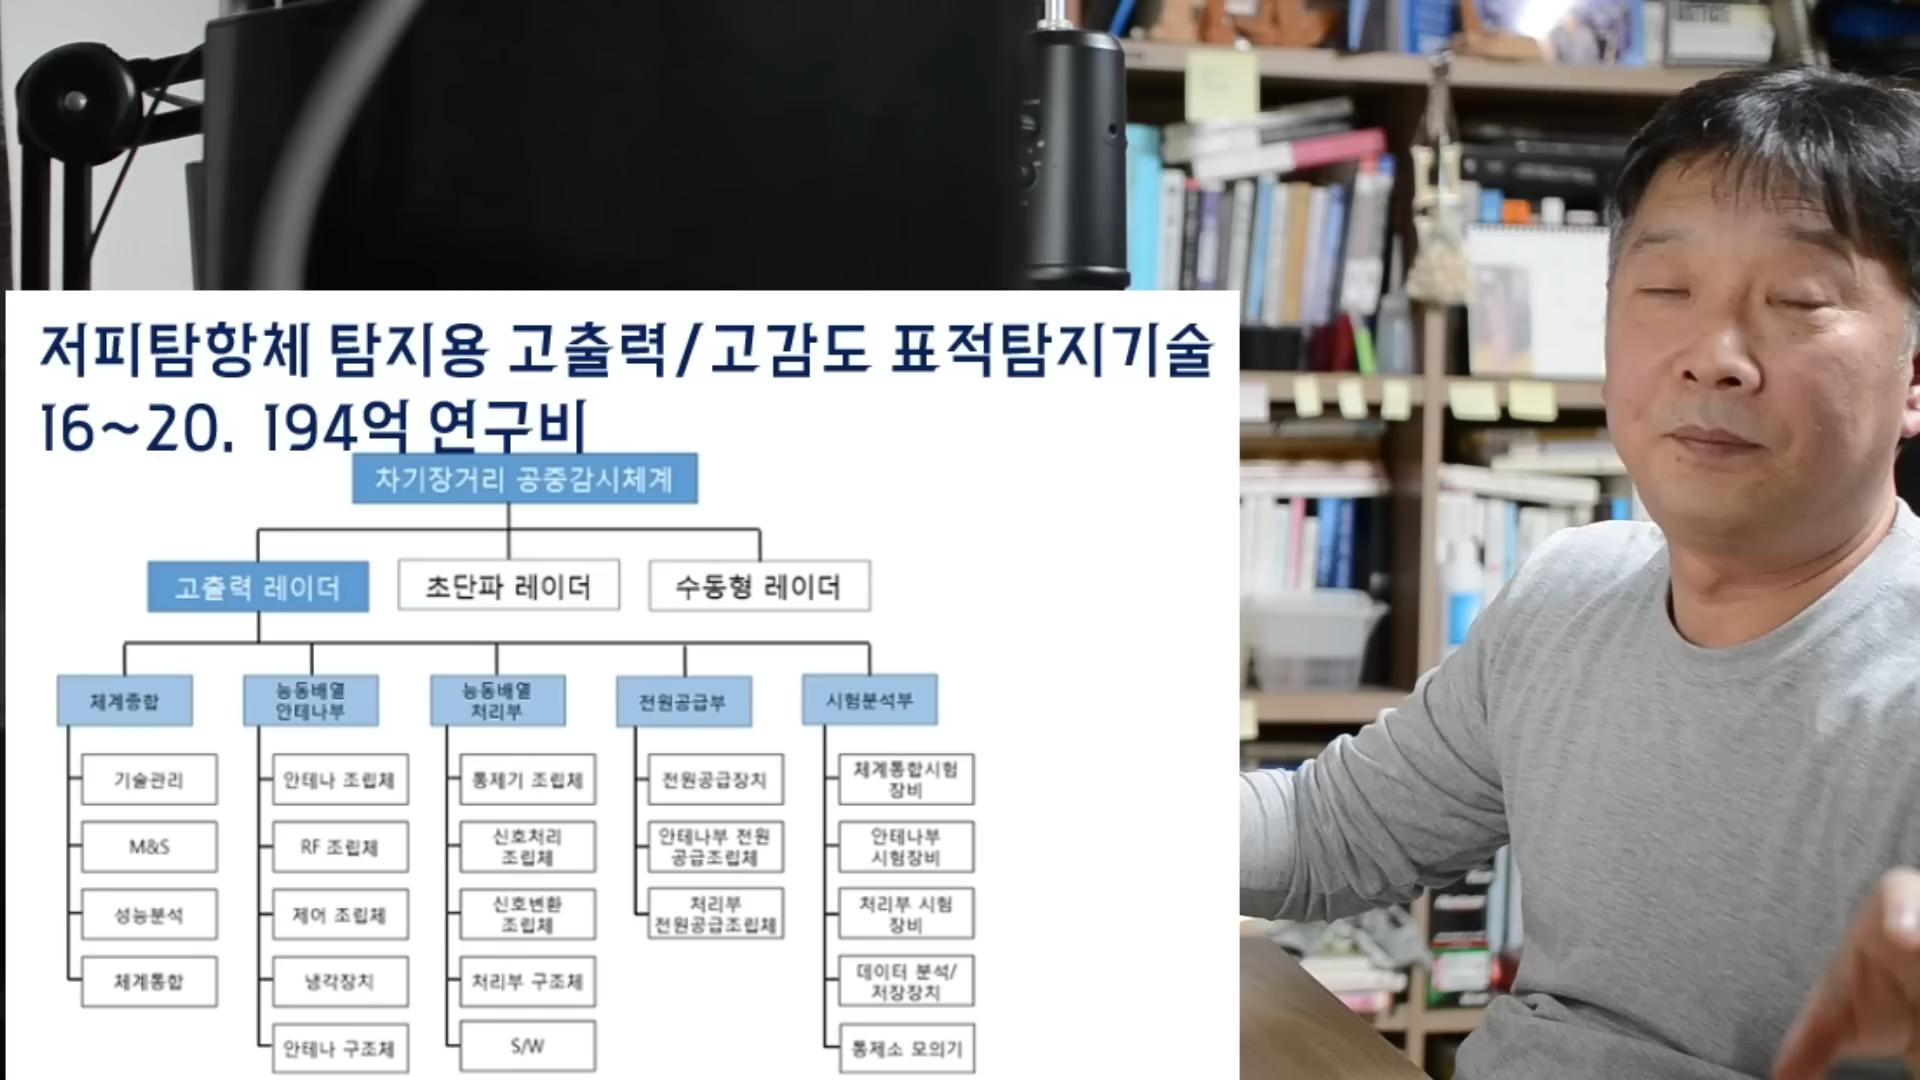 저피탐항체 탐지용 고출력/고감도 표적탐지기술
16~20. 194억 연구비
차기장거리 공중감시체계
고출력 레이더
초단파 레이더
수동형 레이더
체계종합
기술관리
M&S
성능분석
체계통합
능동배열
안테나부
안테나 조립체
RF 조립체
제어 조립체
냉각장치
안테나 구조체
능동배열
처리부
통제기 조립체
신호처리
조립체
신호변환
조립체
처리부 구조체
S/W
전원공급부
전원공급장치
안테나부 전원
공급조립체
처리부
전원공급조립체
시험분석부
체계통합시험
장비
안테나부
시험장비
처리부 시험
장비
데이터 분석/
저장장치
통제소 모의기